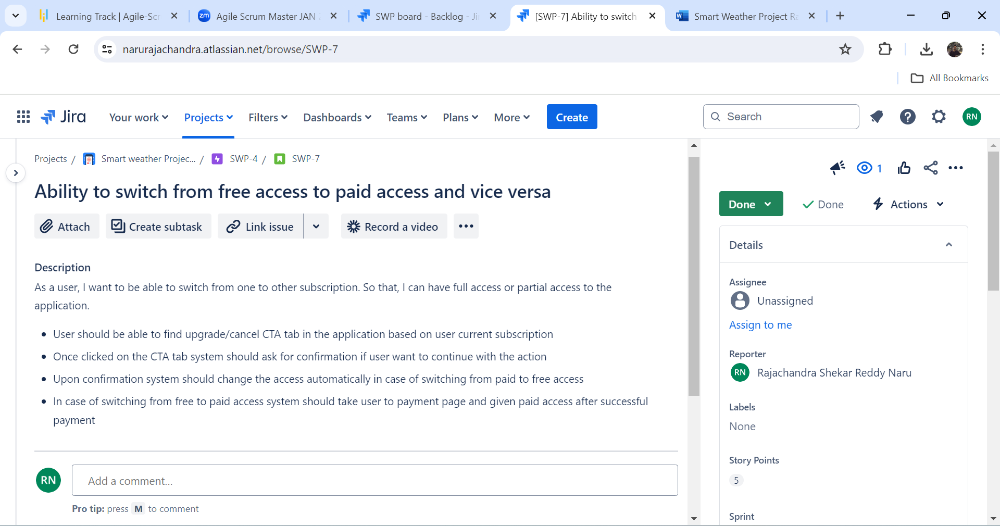 Learning Track | Agile-Scr
zm
Agile Scrum Master JAN 2
SWP board - Backlog - Jir
[SWP-7] Ability to switch
Smart Weather Project Ra
narurajachandra.atlassian.net/browse/SWP-7
All Bookmarks
Jira
Your work
Projects
Filters
Dashboards
Teams
Plans
More
Create
Search
RN
Projects / Smart weather Projec... / SWP-4 / SWP-7
1
Ability to switch from free access to paid access and vice versa
Done
Done
Actions
Attach
Create subtask
Link issue
Record a video
Details
Description
As a user, I want to be able to switch from one to other subscription. So that, I can have full access or partial access to the
application.
User should be able to find upgrade/cancel CTA tab in the application based on user current subscription
Once clicked on the CTA tab system should ask for confirmation if user want to continue with the action
Upon confirmation system should change the access automatically in case of switching from paid to free access
In case of switching from free to paid access system should take user to payment page and given paid access after successful
payment
RN
Add a comment...
Pro tip: press M to comment
Assignee
Unassigned
Assign to me
Reporter
RN
Rajachandra Shekar Reddy Naru
Labels
None
Story Points
5
Sprint